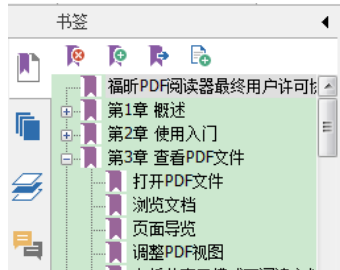 书签
福昕PDF阅读器最终用户许可
第1章 概述
第2章 使用入门
第3章 查看PDF文件
打开PDF文件
浏览文档
页面导览
调整PDF视图